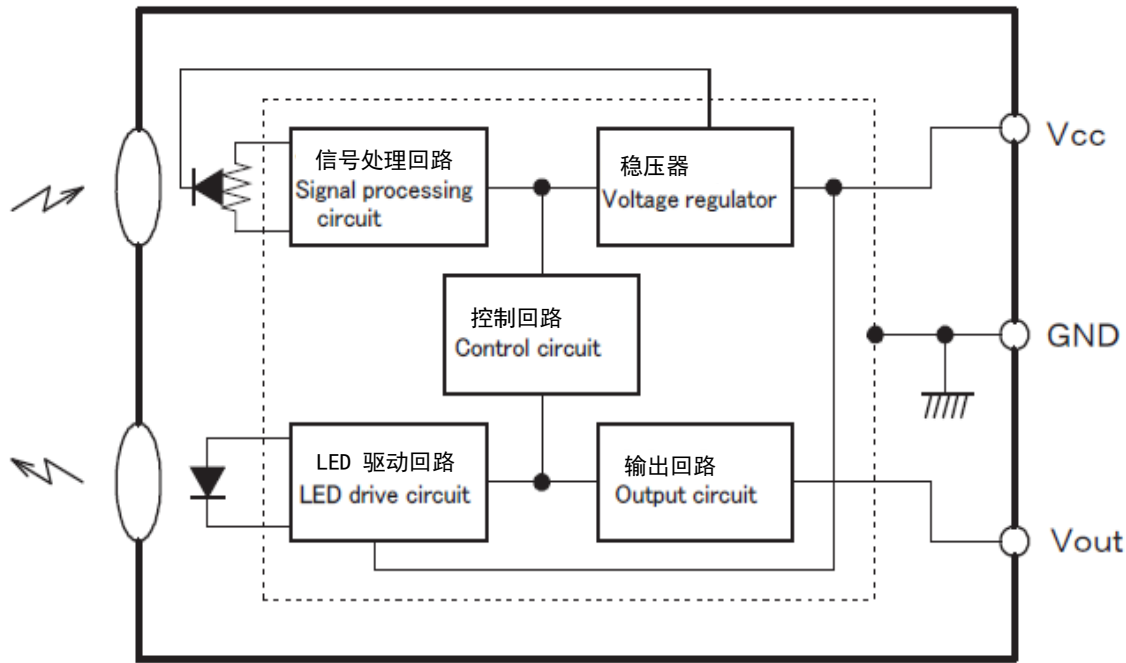 信号处理回路
Signal processing
circuit
稳压器
Voltage regulator
Vcc
控制回路
Control circuit
GND
LED 驱动回路
LED drive circuit
输出回路
Output circuit
Vout